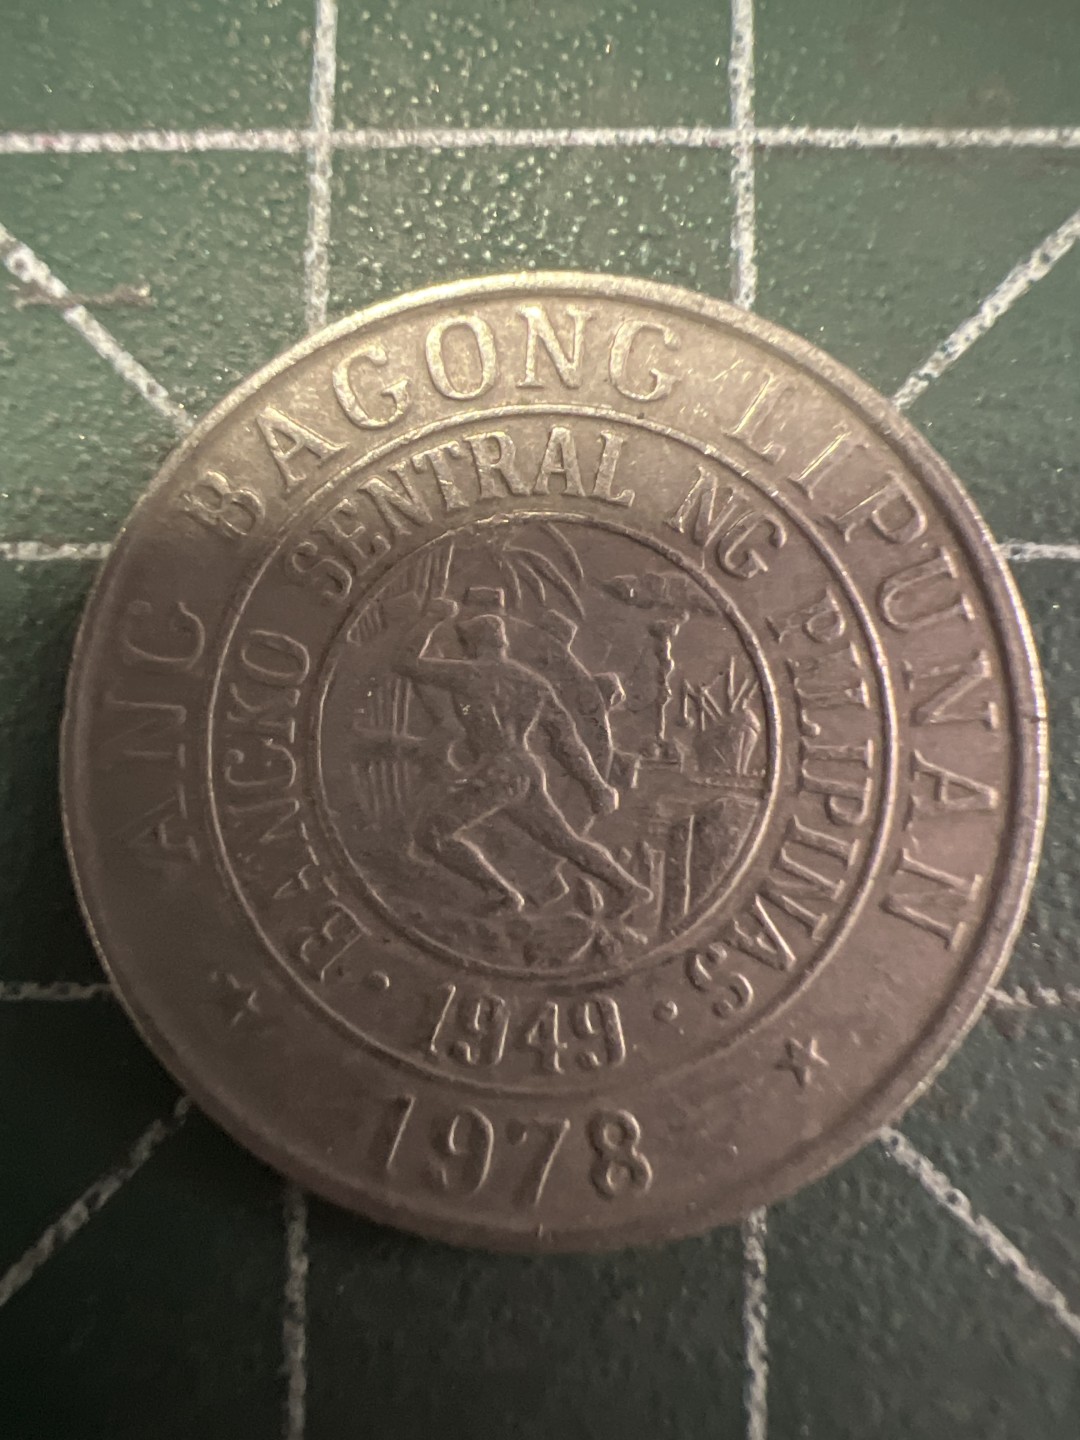 ANG BAGONG LIPUNAN
BANGKO SENTRAL NG PILIPINAS
1949
1978